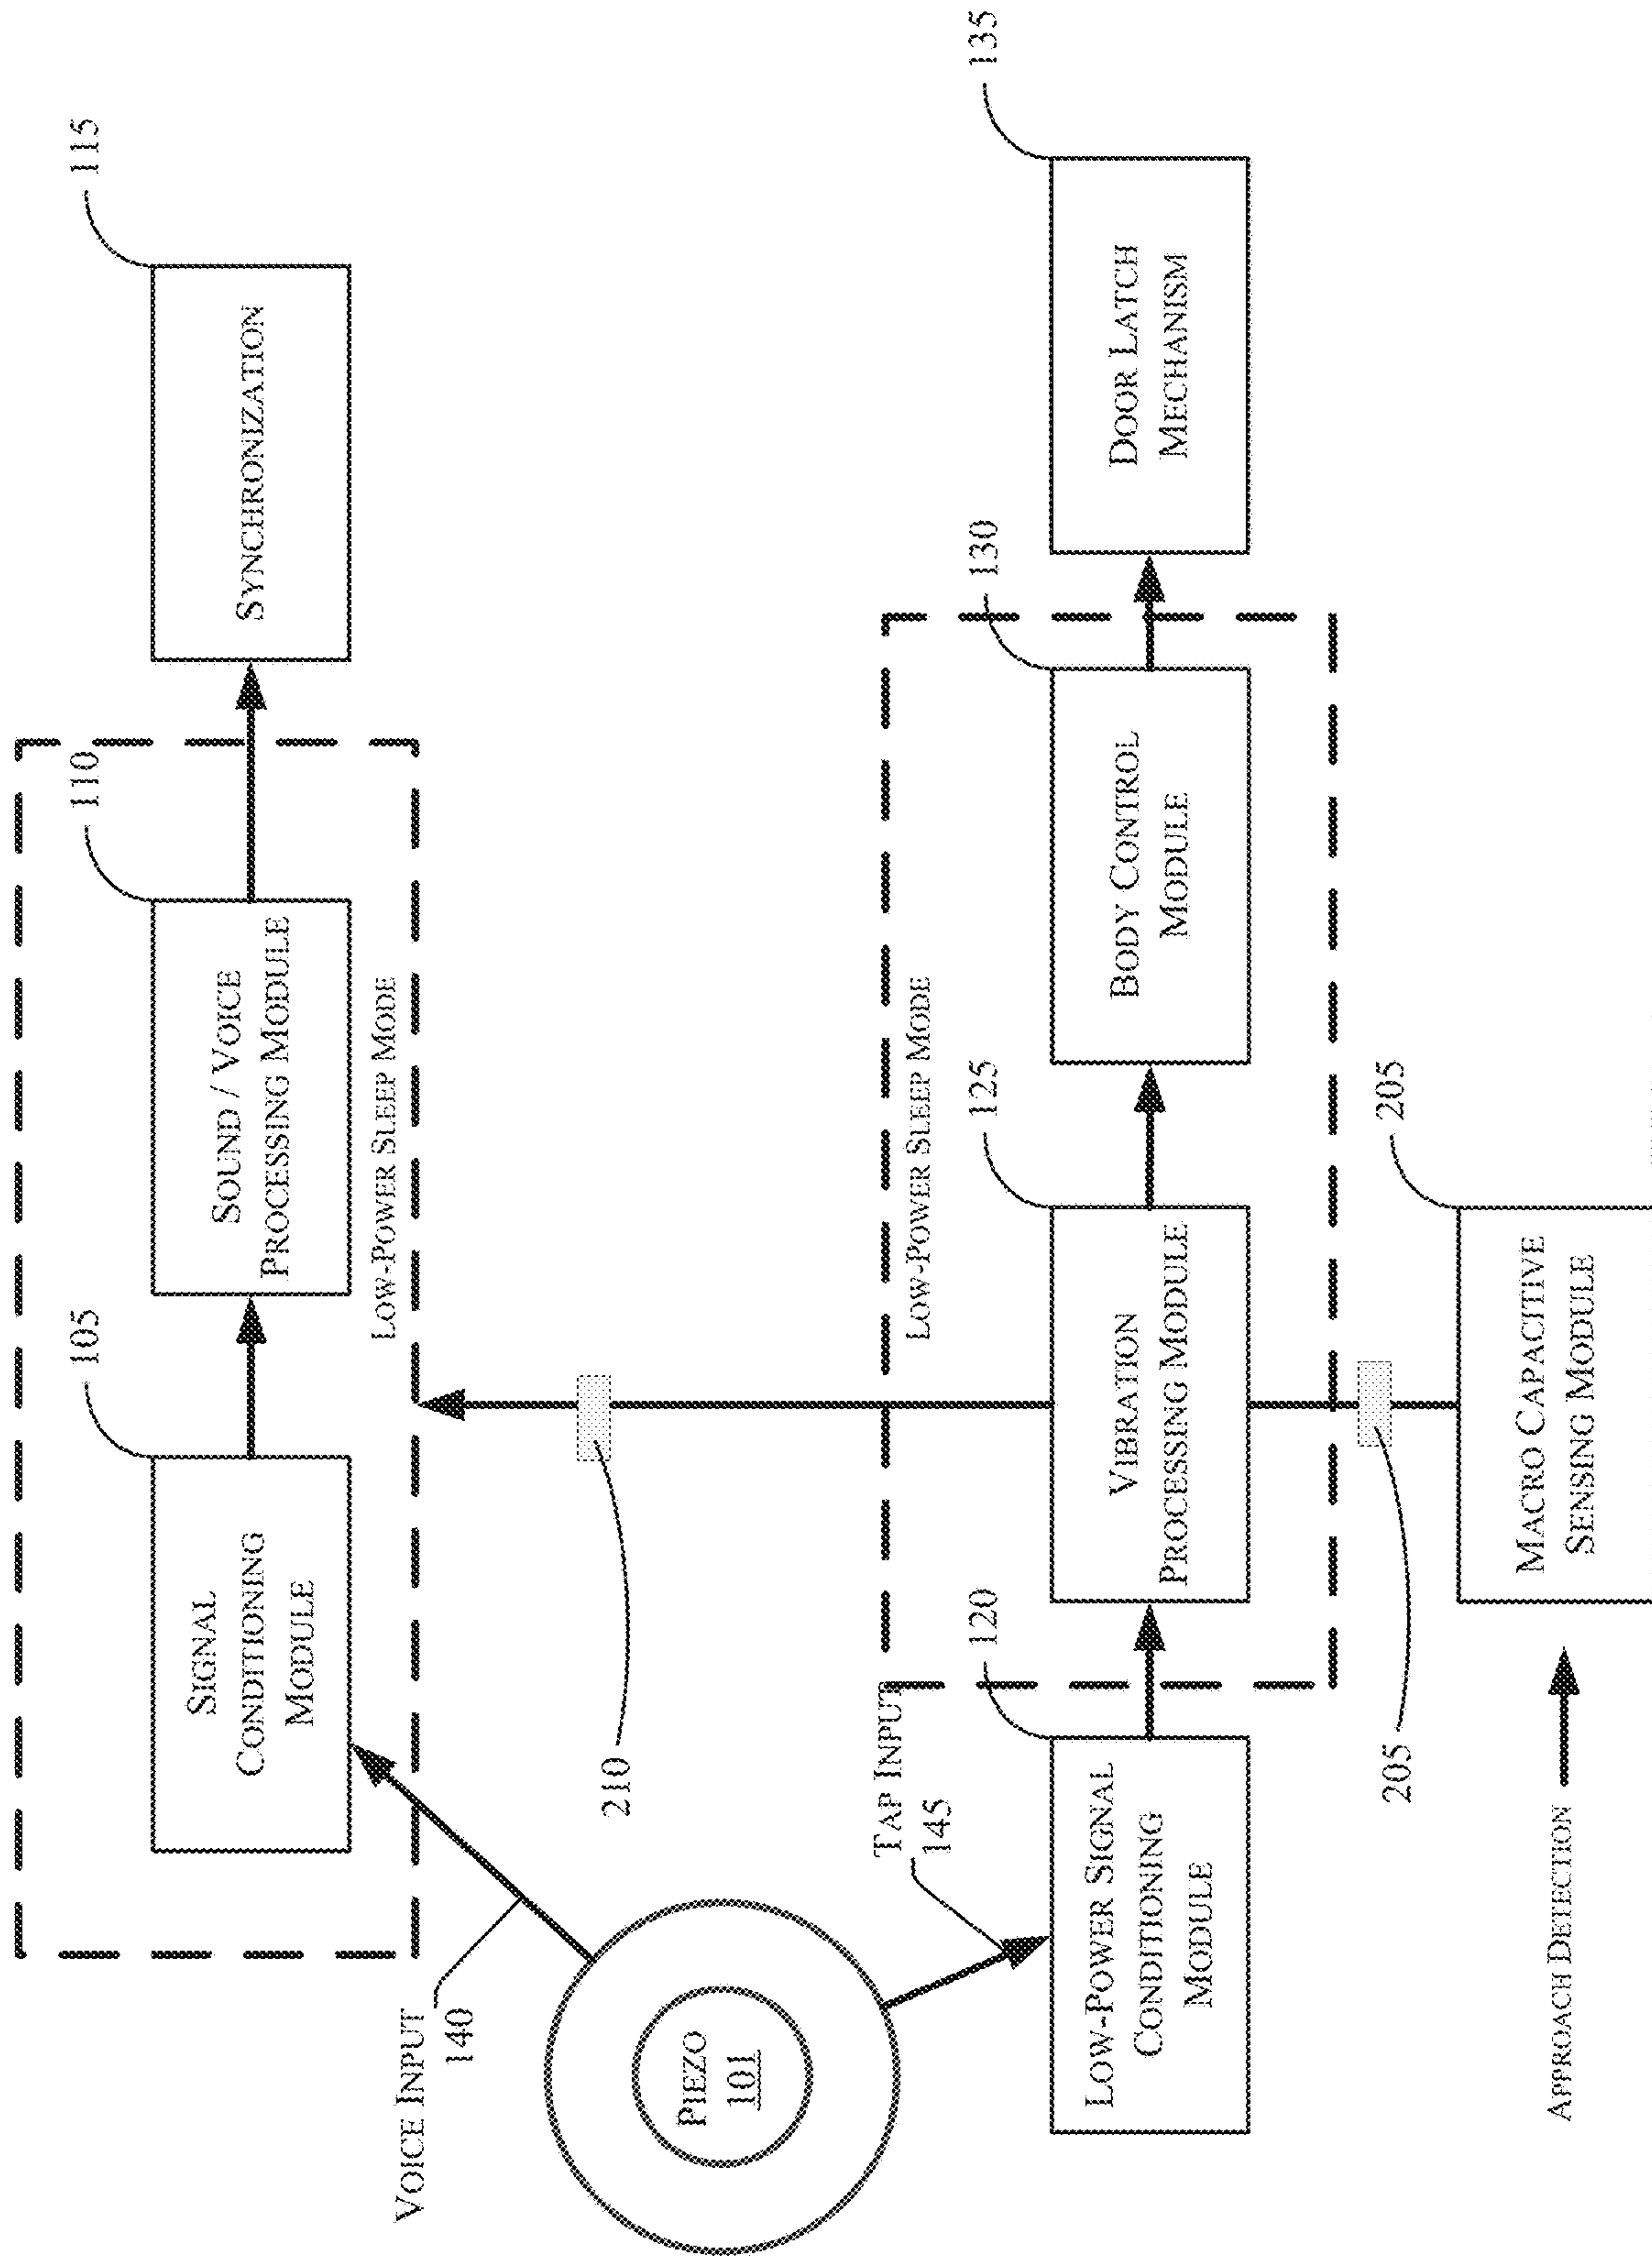 115
SYNCHRONIZATION
110
SOUND / VOICE
PROCESSING MODULE
LOW-POWER SLEEP MODE
105
SIGNAL
CONDITIONING
MODULE
VOICE INPUT
140
210
PIEZO
101
TAP INPUT
145
135
DOOR LATCH
MECHANISM
130
BODY CONTROL
MODULE
LOW-POWER SLEEP MODE
125
VIBRATION
PROCESSING MODULE
120
LOW-POWER SIGNAL
CONDITIONING
MODULE
205
205
MACRO CAPACITIVE
SENSING MODULE
APPROACH DETECTION